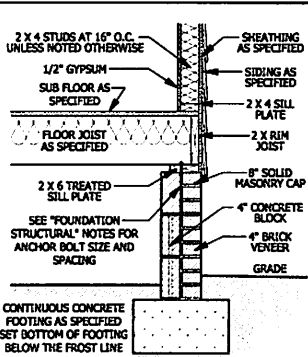 2 X 4 STUDS AT 16" O.C.
UNLESS NOTED OTHERWISE
1/2" GYPSUM
SUB FLOOR AS
SPECIFIED
FLOOR JOIST
AS SPECIFIED
2 X 6 TREATED
SILL PLATE
SEE "FOUNDATION
STRUCTURAL" NOTES FOR
ANCHOR BOLT SIZE AND
SPACING
CONTINUOUS CONCRETE
FOOTING AS SPECIFIED
SET BOTTOM OF FOOTING
BELOW THE FROST LINE
SHEATHING
AS SPECIFIED
SIDING AS
SPECIFIED
2 X 4 SILL
PLATE
2 X RIM
JOIST
8" SOLID
MASONRY CAP
4" CONCRETE
BLOCK
4" BRICK
VENEER
GRADE